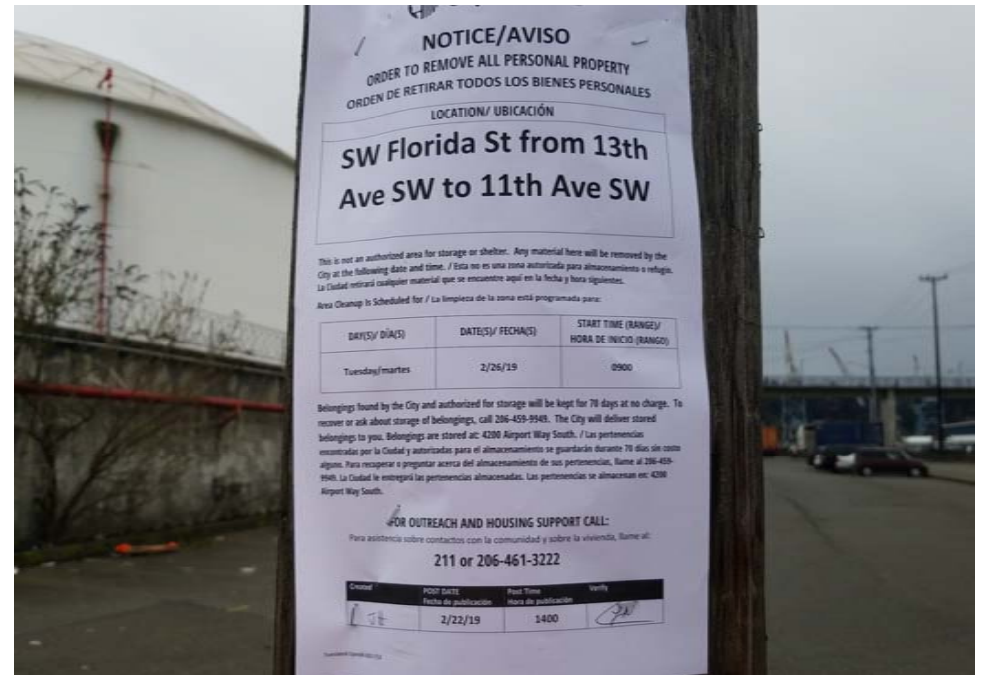 NOTICE/AVISO
ORDER TO REMOVE ALL PERSONAL PROPERTY
ORDEN DE RETIRAR TODOS LOS BIENES PERSONALES
LOCATION/ UBICACIÓN
SW Florida St from 13th
Ave SW to 11th Ave SW
This is not an authorized area for storage or shelter. Any material here will be removed by the
City at the following date and time. / Esta no es una zona autorizada para almacenamiento o refugio.
La Ciudad retirará cualquier material que se encuentre aquí en la fecha y hora siguientes.
Area Cleanup Is Scheduled for / La limpieza de la zona está programada para:
DAY(S)/ DÍA(S) DATE(S)/ FECHA(S) START TIME (RANGE)/
HORA DE INICIO (RANGO)
Tuesday/martes 2/26/19 0900
Belongings found by the City and authorized for storage will be kept for 70 days at no charge. To
recover or ask about storage of belongings, call 206-459-9949. The City will deliver stored
belongings to you. Belongings are stored at: 4200 Airport Way South. / Las pertenencias
encontradas por la Ciudad y autorizadas para el almacenamiento se guardarán durante 70 días sin costo
alguno. Para recuperar o preguntar acerca del almacenamiento de sus pertenencias, llame al 206-459-
9949. La Ciudad le entregará las pertenencias almacenadas. Las pertenencias se almacenan en: 4200
Airport Way South.
FOR OUTREACH AND HOUSING SUPPORT CALL:
Para asistencia sobre contactos con la comunidad y sobre la vivienda, llame al:
211 or 206-461-3222
Created POST DATE Post Time Verify
Fecha de publicación Hora de publicación
JH 2/22/19 1400